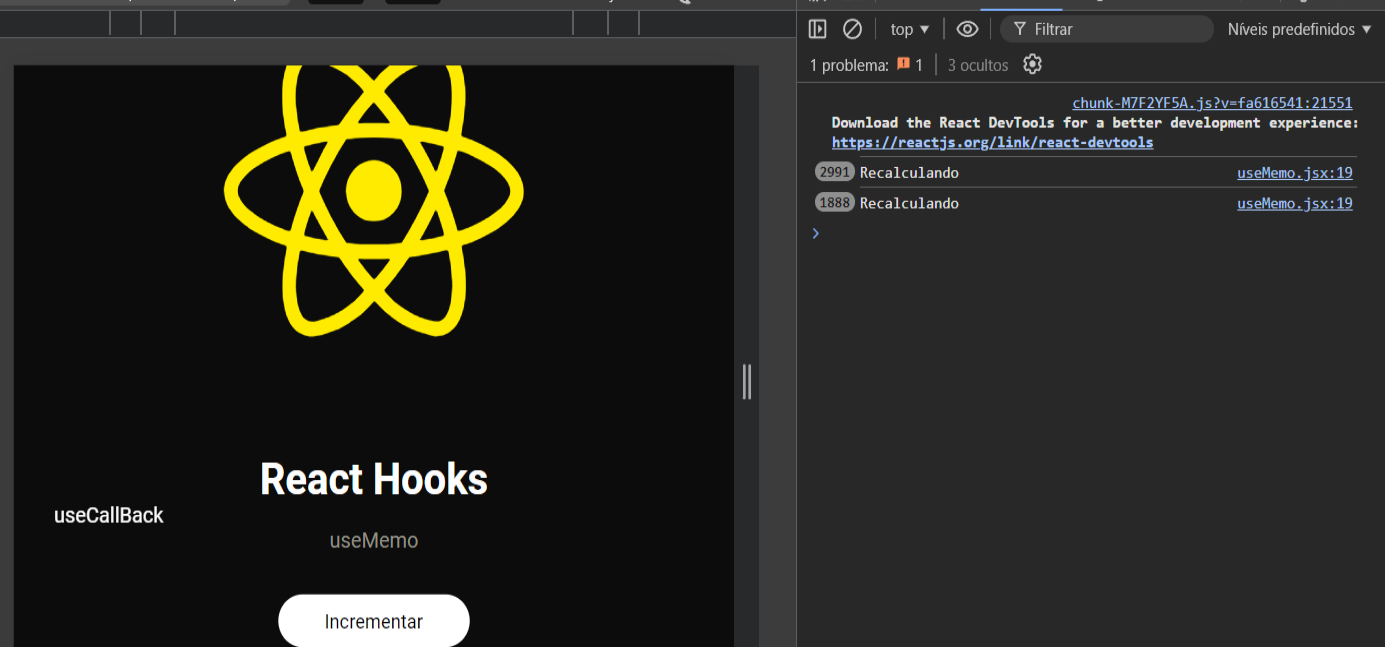 React Hooks
useCallBack
useMemo
Incrementar
top ▼
Filtrar
Níveis predefinidos ▼
1 problema: 1
3 ocultos
chunk-M7F2YF5A.js?v=fa616541:21551
Download the React DevTools for a better development experience:
https://reactjs.org/link/react-devtools
2991 Recalculando useMemo.jsx:19
1888 Recalculando useMemo.jsx:19